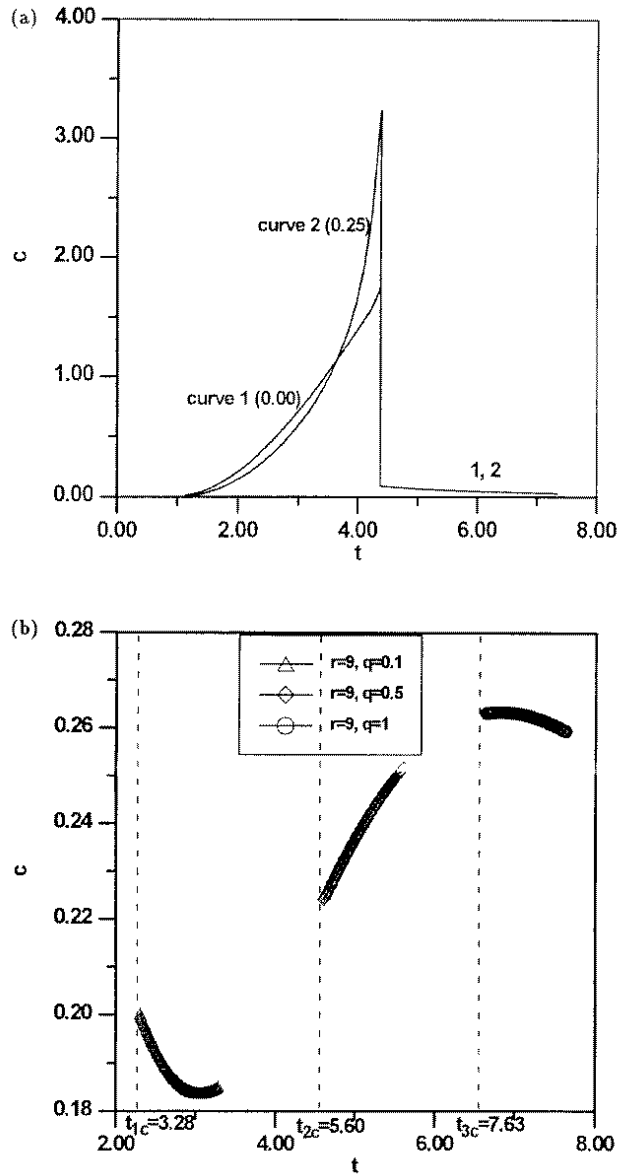 (a)
4.00
3.00
2.00
1.00
0.00
c
curve 2 (0.25)
curve 1 (0.00)
1, 2
0.00 2.00 4.00 6.00 8.00
t
(b)
0.28
0.26
0.24
0.22
0.20
0.18
c
r=9, q=0.1
r=9, q=0.5
r=9, q=1
t1c=3.28 t2c=5.60 t3c=7.63
2.00 4.00 6.00 8.00
t